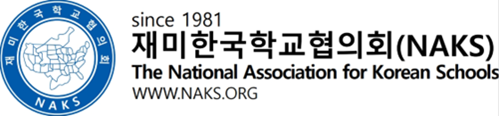 재미한국학교협의회
NAKS
since 1981
재미한국학교협의회(NAKS)
The National Association for Korean Schools
WWW.NAKS.ORG